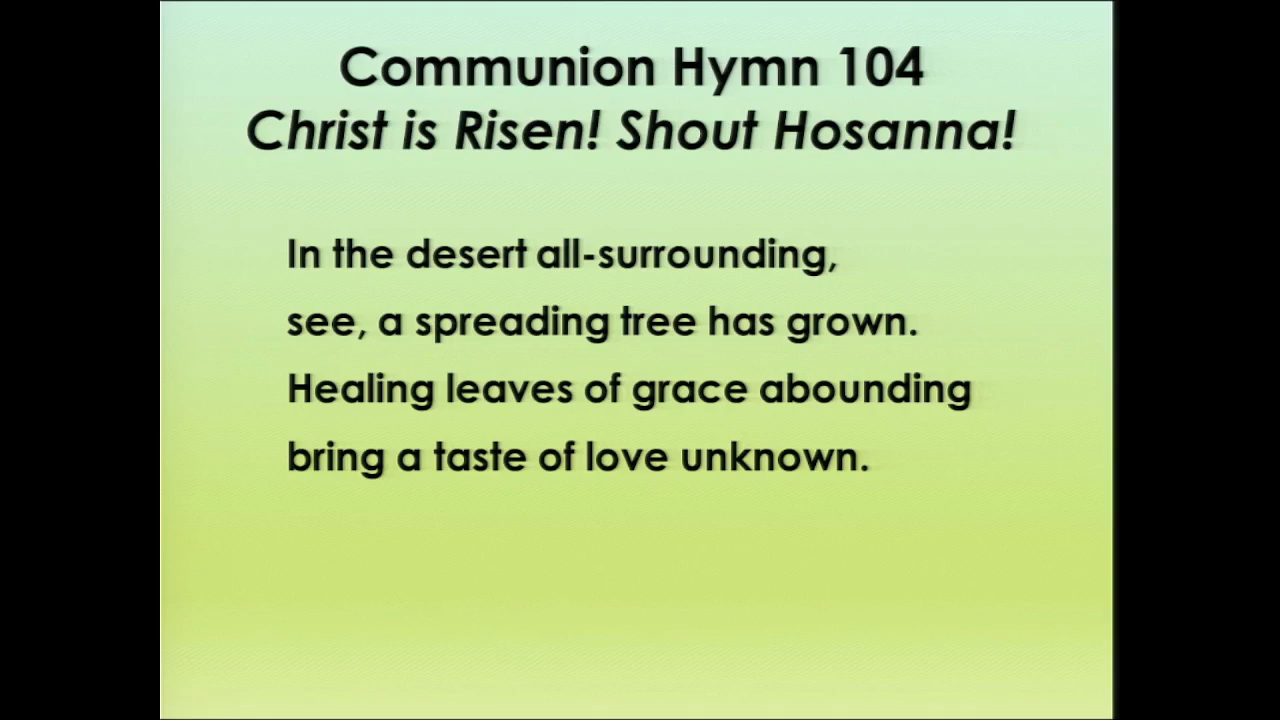 Communion Hymn 104
Christ is Risen! Shout Hosanna!
In the desert all-surrounding,
see, a spreading tree has grown.
Healing leaves of grace abounding
bring a taste of love unknown.